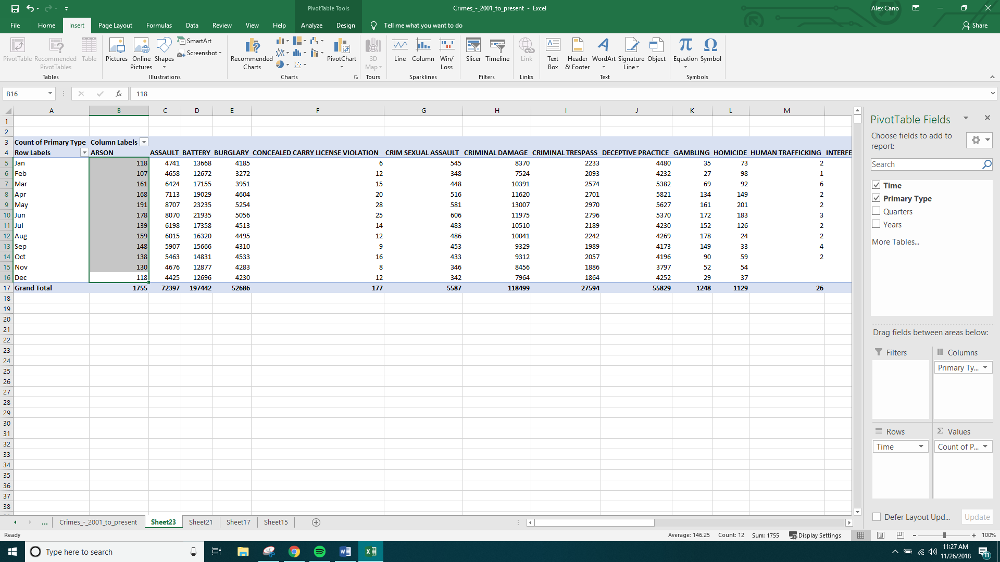 PivotTable Tools
Crimes_-_2001_to_present - Excel
Alex Cano
File Home Insert Page Layout Formulas Data Review View Help Analyze Design Tell me what you want to do Share
PivotTable
Recommended PivotTables
Table
Tables
Pictures
Online Pictures
Shapes
SmartArt
Screenshot
Illustrations
Recommended Charts
PivotChart
Charts
3D Map
Tours
Line
Column
Win/ Loss
Sparklines
Slicer
Timeline
Filters
Link
Links
Text Box
Header & Footer
WordArt
Signature Line
Object
Text
Equation
Symbol
Symbols
B16 fx 118
A B C D E F G H I J K L M
1
2
3 Count of Primary Type Column Labels
4 Row Labels ARSON ASSAULT BATTERY BURGLARY CONCEALED CARRY LICENSE VIOLATION CRIM SEXUAL ASSAULT CRIMINAL DAMAGE CRIMINAL TRESPASS DECEPTIVE PRACTICE GAMBLING HOMICIDE HUMAN TRAFFICKING INTERFE
5 Jan 118 4741 13668 4185 6 545 8370 2233 4480 35 73 2
6 Feb 107 4658 12672 3272 12 348 7524 2093 4232 27 98 1
7 Mar 161 6424 17155 3951 15 448 10391 2574 5382 69 92 6
8 Apr 168 7113 19029 4604 20 516 11620 2701 5821 134 149 2
9 May 191 8707 23235 5254 28 581 13007 2970 5627 161 201 2
10 Jun 178 8070 21935 5056 25 606 11975 2796 5370 172 183 3
11 Jul 139 6198 17358 4513 14 483 10510 2189 4230 152 126 2
12 Aug 159 6015 16320 4495 12 486 10041 2242 4269 178 24 2
13 Sep 148 5907 15666 4310 9 453 9329 1989 4173 149 33 4
14 Oct 138 5463 14831 4533 16 433 9312 2057 4196 90 59 2
15 Nov 130 4676 12877 4283 8 346 8456 1886 3797 52 54
16 Dec 118 4425 12696 4230 12 342 7964 1864 4252 29 37
17 Grand Total 1755 72397 197442 52686 177 5587 118499 27594 55829 1248 1129 26
18
19
20
21
22
23
24
25
26
27
28
29
30
31
32
33
34
35
36
37
38
PivotTable Fields
Choose fields to add to report:
Search
Time
Primary Type
Quarters
Years
More Tables...
Drag fields between areas below:
Filters
Columns
Primary Ty...
Rows
Time
Σ Values
Count of P...
Defer Layout Upd...
Update
... Crimes_-_2001_to_present Sheet23 Sheet21 Sheet17 Sheet15
Ready
Average: 146.25 Count: 12 Sum: 1755 Display Settings 100%
Type here to search
11:27 AM
11/26/2018
11